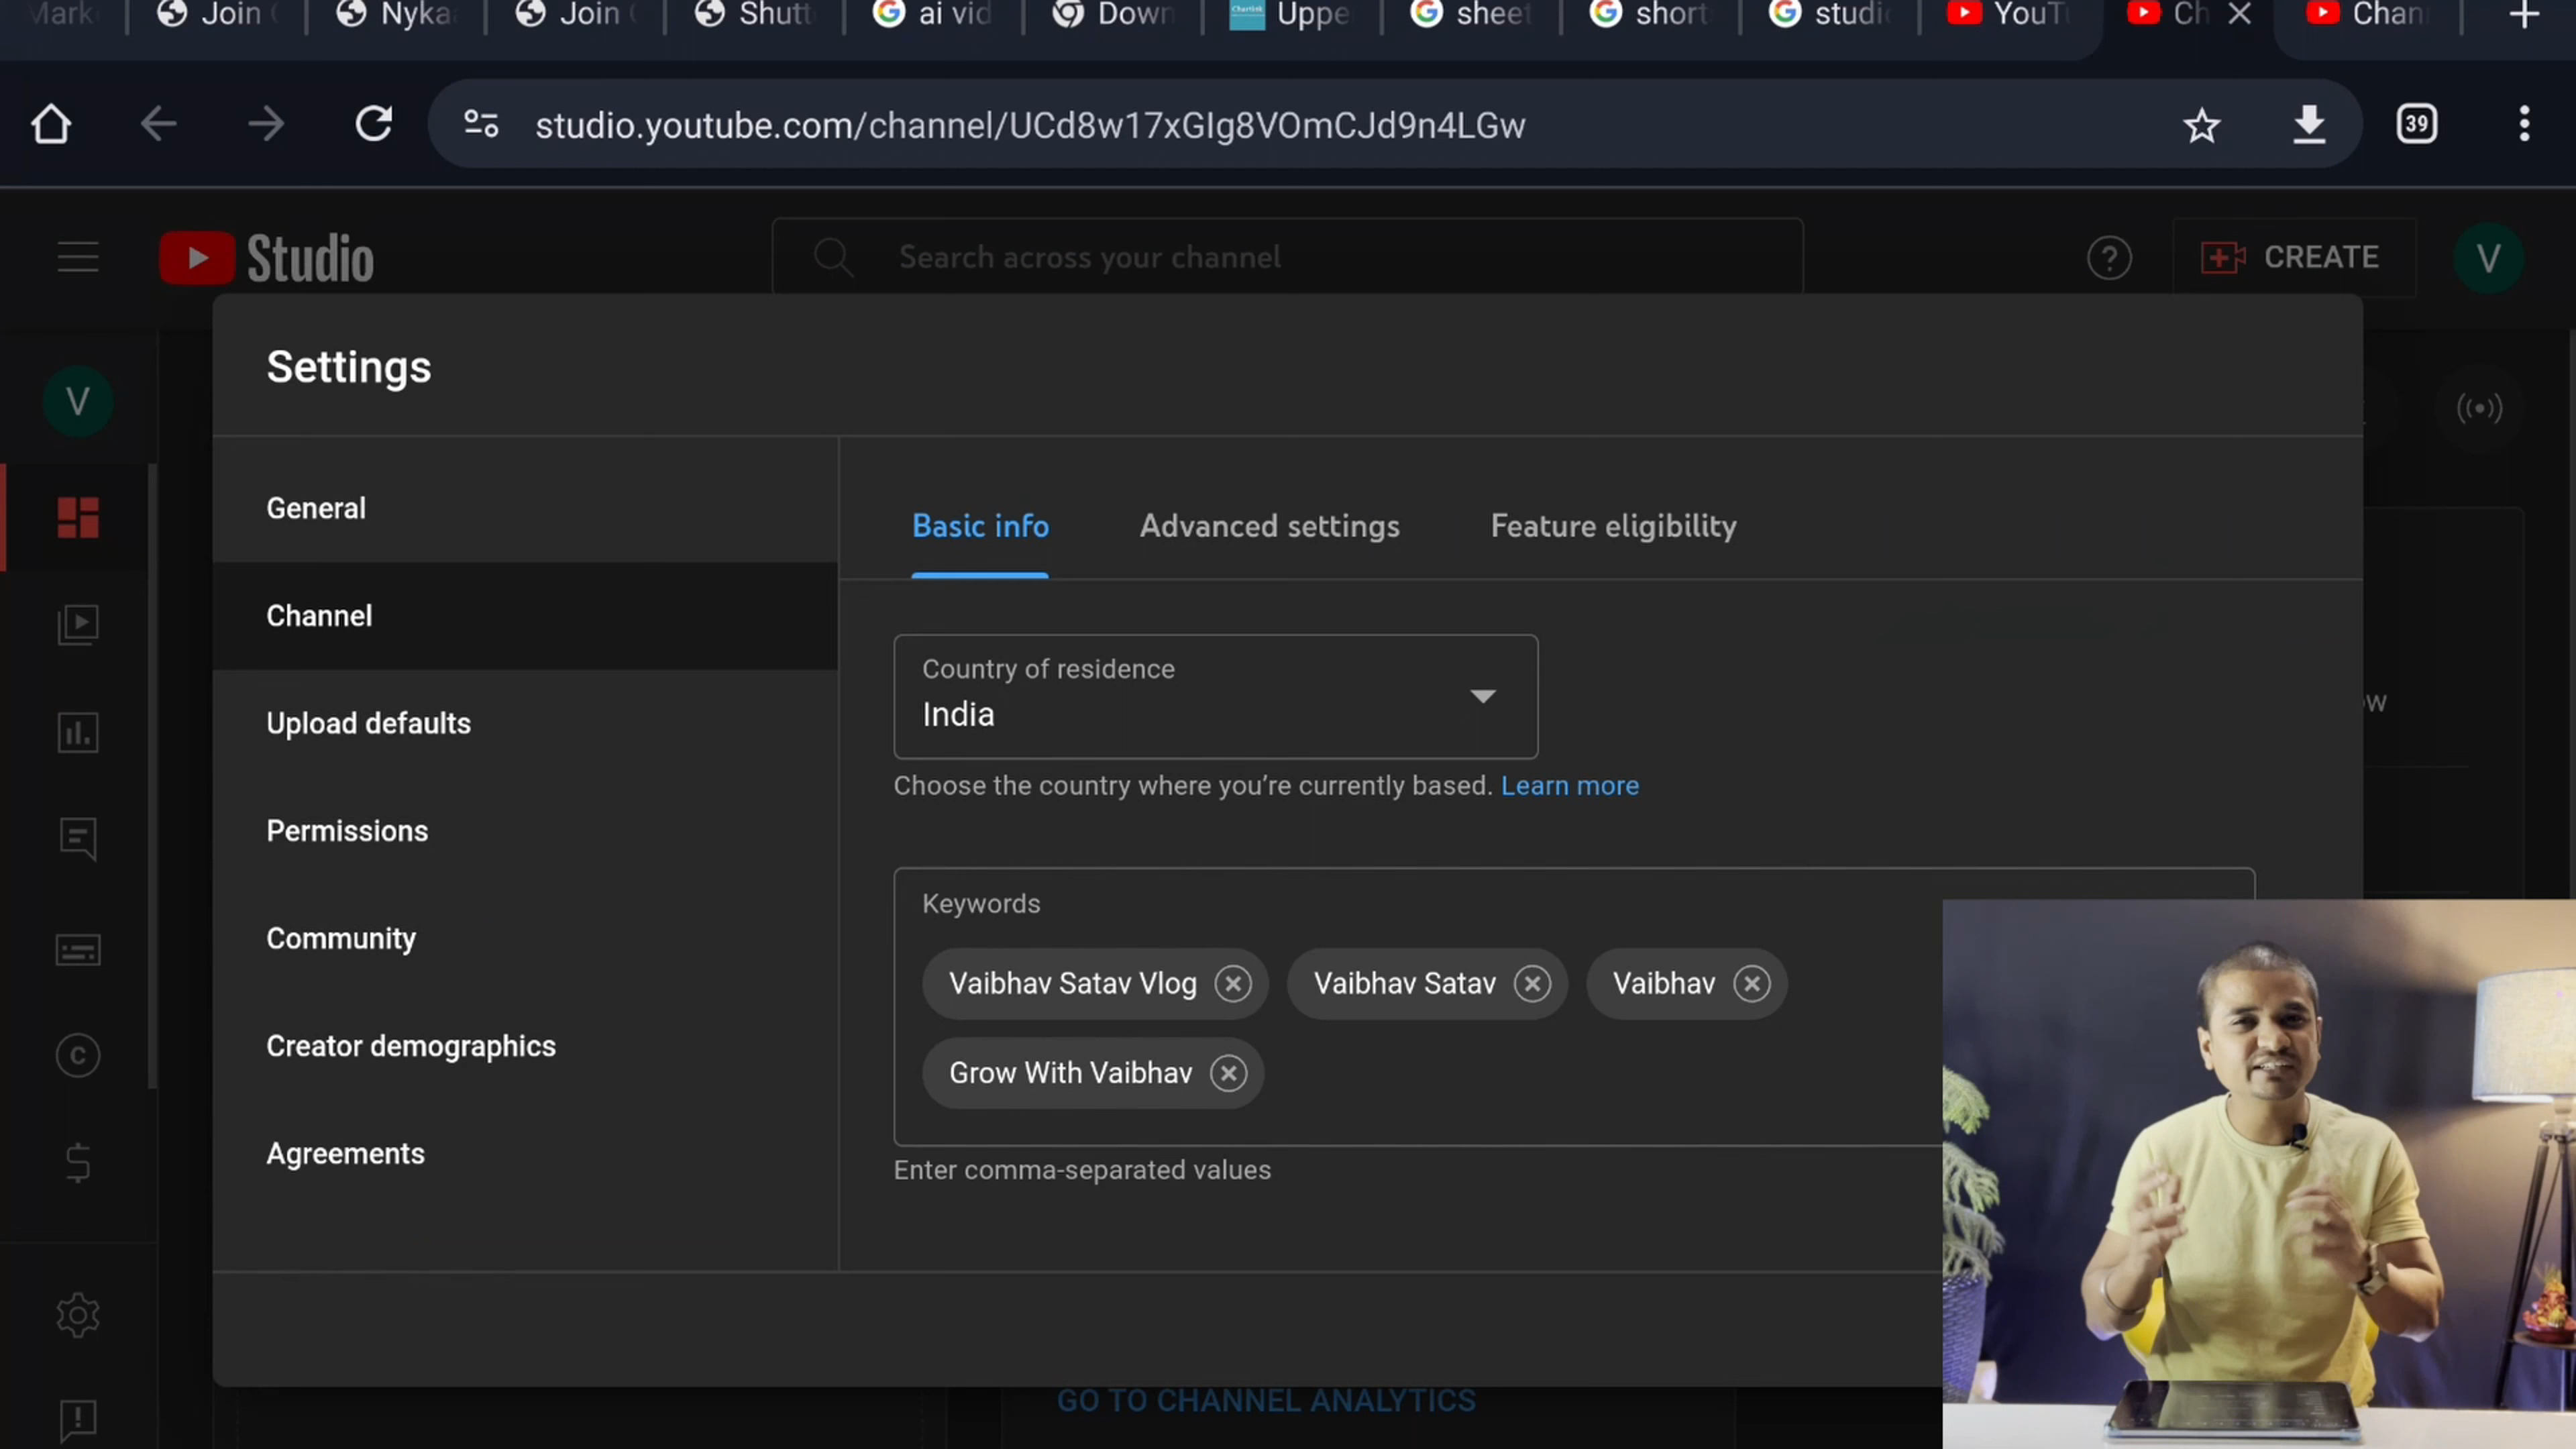 Mark Join Nyka Join Shutt ai vid Down Chartink Uppe sheet short studi YouT Ch Chan
studio.youtube.com/channel/UCd8w17xGIg8VOmCJd9n4LGw 39
Studio Search across your channel ? CREATE V
Settings
V
General
Basic info Advanced settings Feature eligibility
Channel
Country of residence
India
Upload defaults
Choose the country where you’re currently based. Learn more
Permissions
Keywords
Community
Vaibhav Satav Vlog Vaibhav Satav Vaibhav
Creator demographics
Grow With Vaibhav
Agreements
Enter comma-separated values
GO TO CHANNEL ANALYTICS